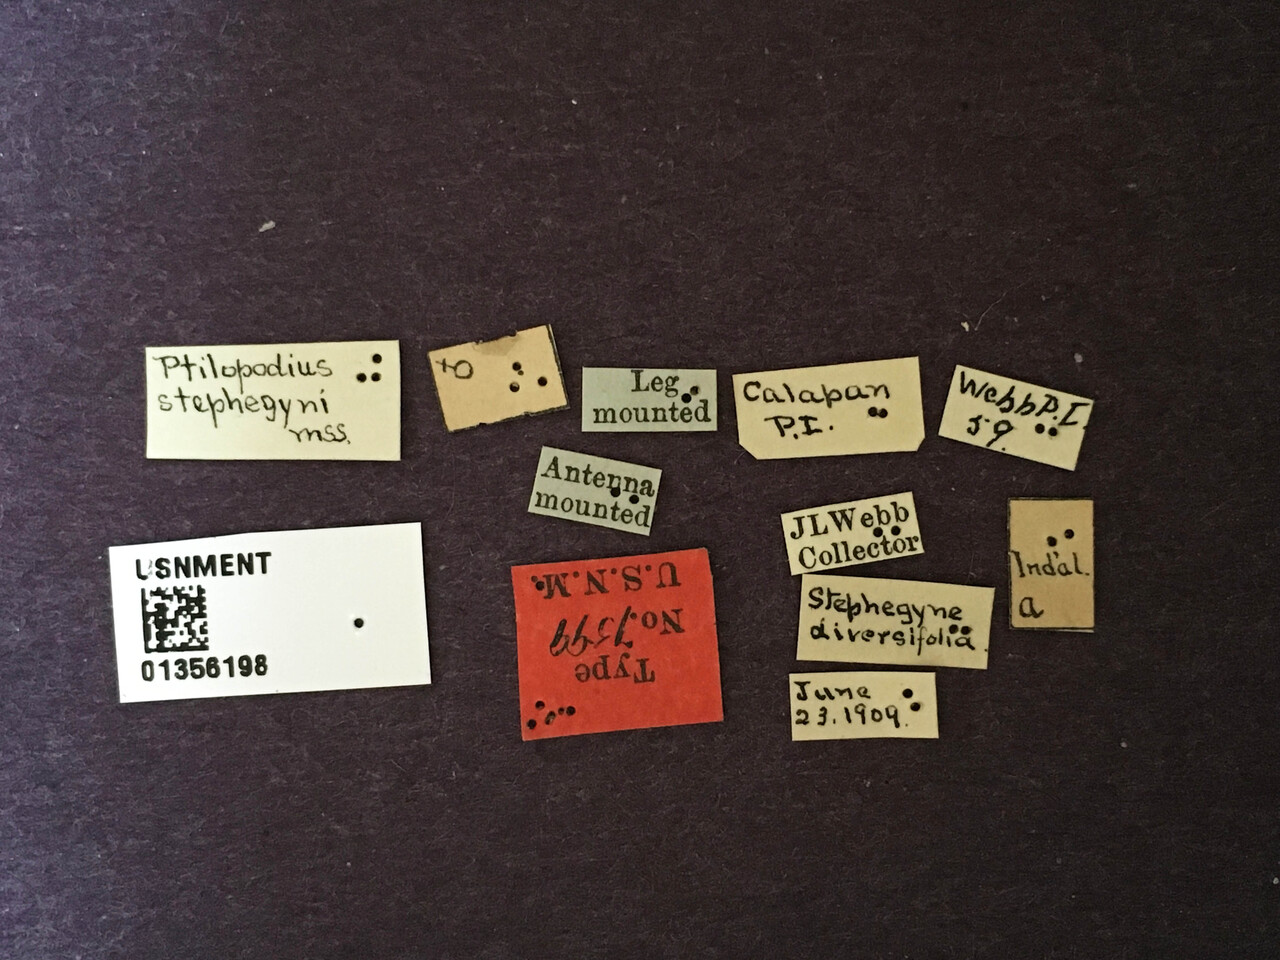 Ptilopodius
stephegyni
mss.
♀
Leg
mounted
Calapan
P.I.
Webb P.I.
59.
Antenna
mounted
JLWebb
Collector
Ind'al.
a
Stephegyne
diversifolia.
June
23.1909.
USNMENT
01356198
Type
No.
U.S.N.M.